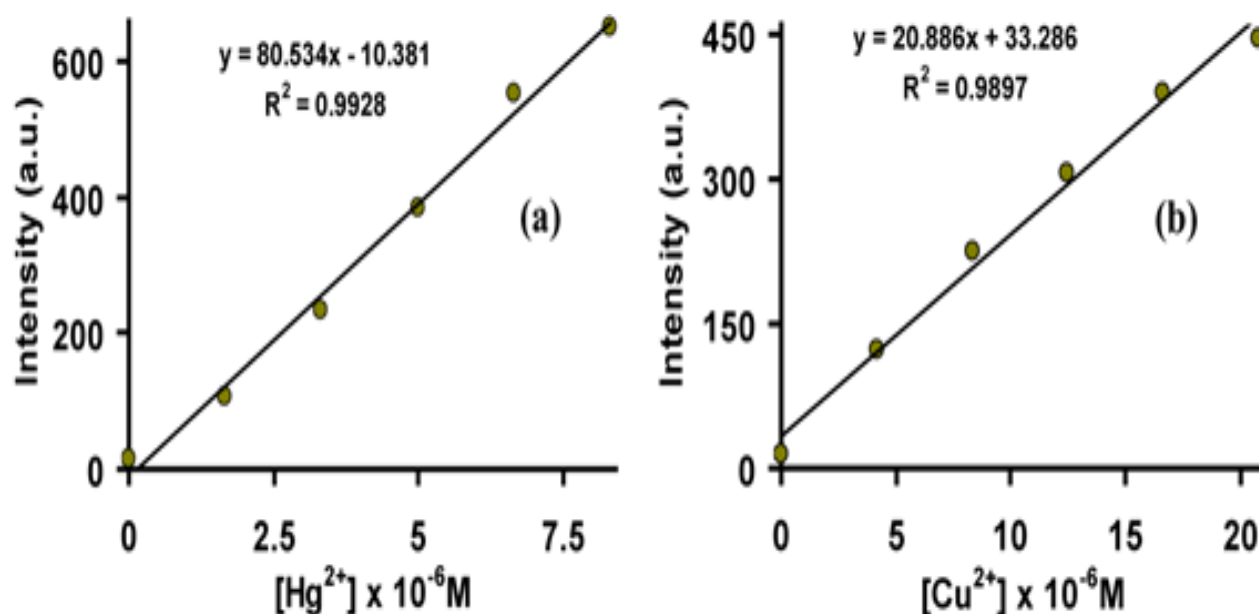 y = 80.534x - 10.381
R² = 0.9928
(a)
Intensity (a.u.)
600
400
200
0
0 2.5 5 7.5
[Hg²⁺] x 10⁻⁶M
y = 20.886x + 33.286
R² = 0.9897
(b)
Intensity (a.u.)
450
300
150
0
0 5 10 15 20
[Cu²⁺] x 10⁻⁶M